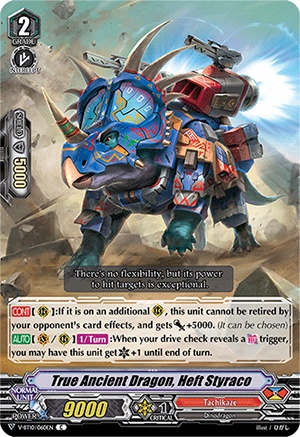 2
GRADE
INTERCEPT
5000
There's no flexibility, but its power
to hit targets is exceptional.
CONT [ ]:If it is on an additional , this unit cannot be retired by
your opponent's card effects, and gets +5000. (It can be chosen)
AUTO [ ] 1/Turn :When your drive check reveals a trigger,
you may have this unit get +1 until end of turn.
True Ancient Dragon, Heft Styraco
NORMAL
UNIT
POWER
9000
1
CRITICAL
Tachikaze
Dinodragon
V-BT10/060EN C
Illust /